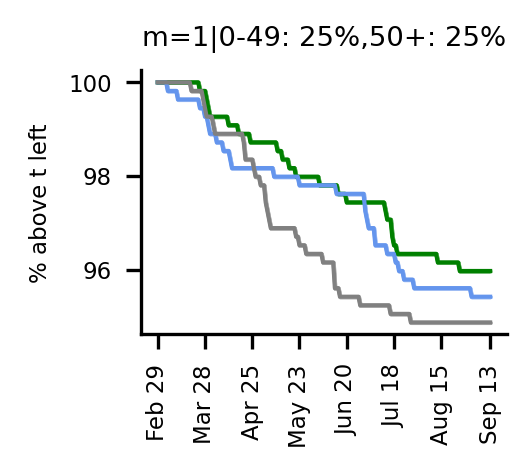 m=1|0-49: 25%,50+: 25%
100
98
96
% above t left
Feb 29
Mar 28
Apr 25
May 23
Jun 20
Jul 18
Aug 15
Sep 13